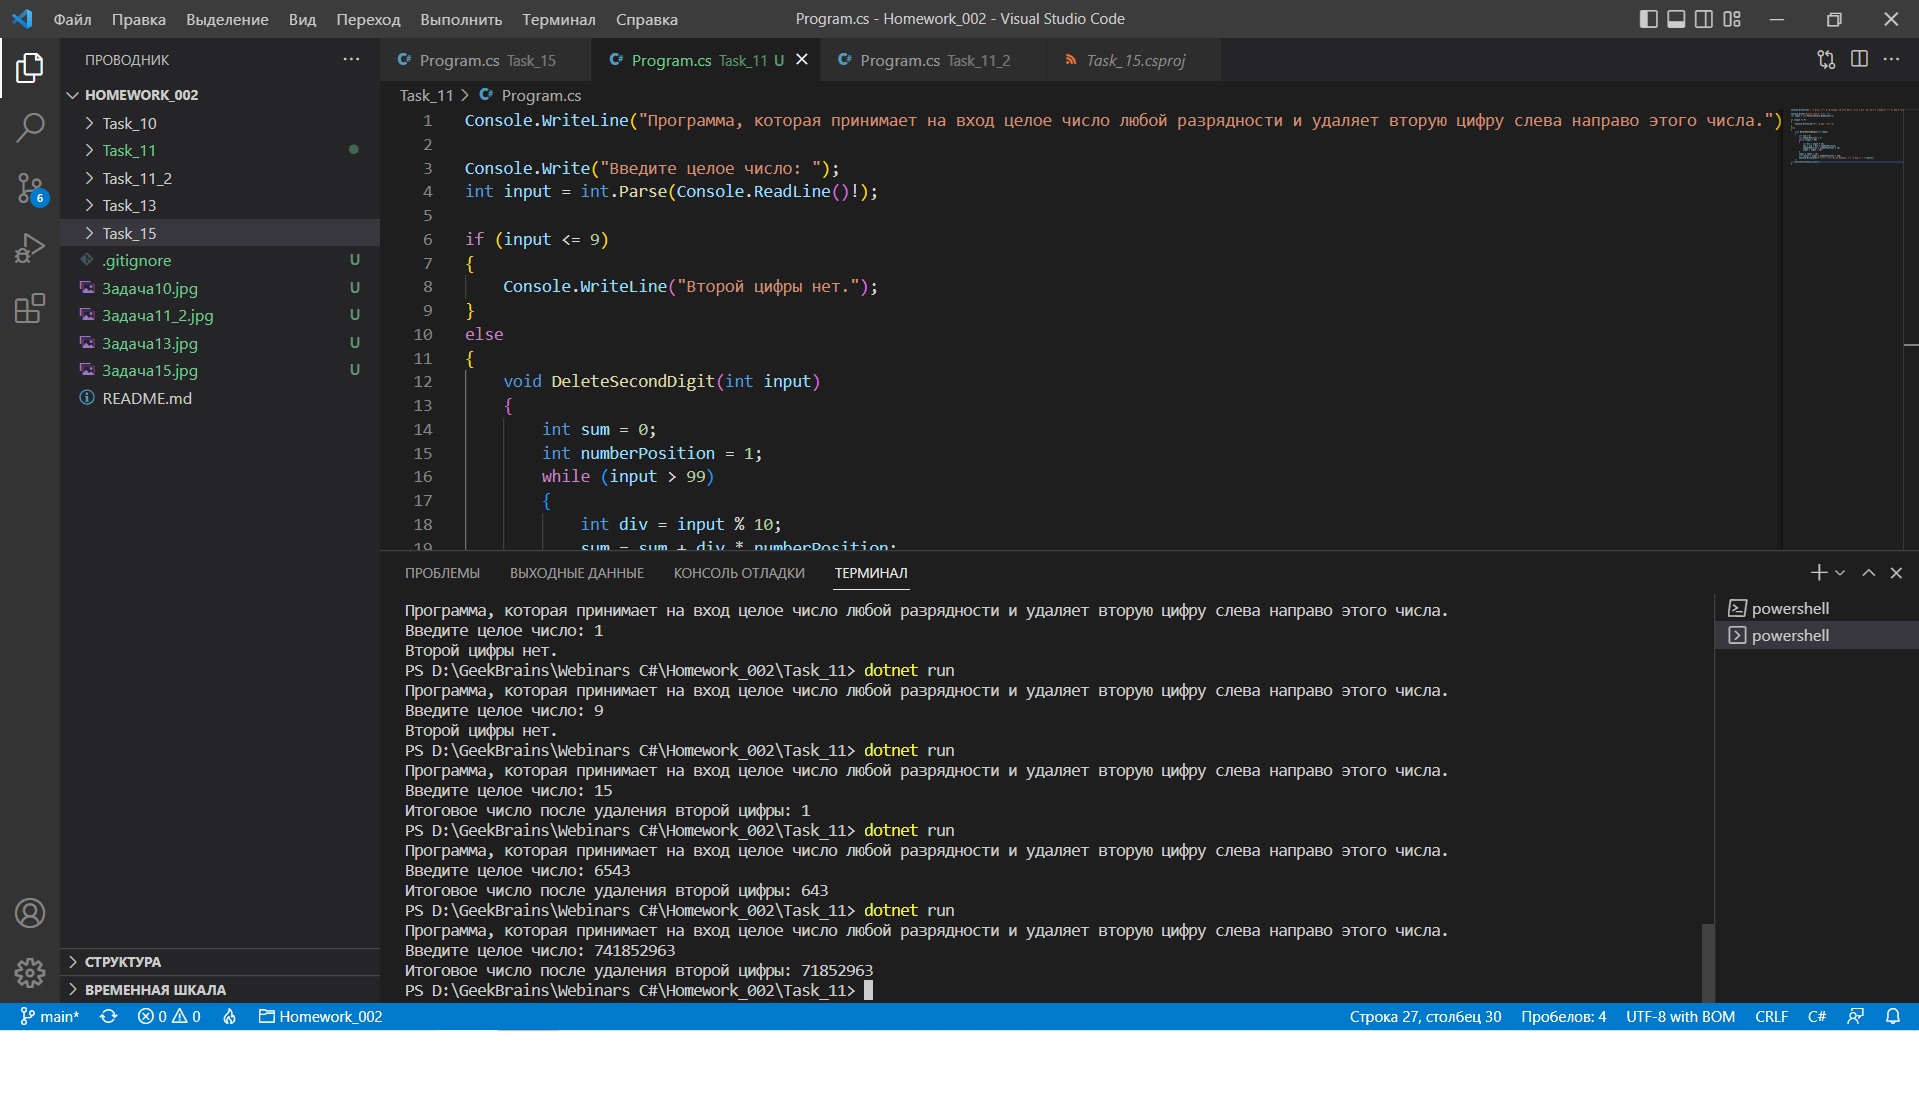 Файл Правка Выделение Вид Переход Выполнить Терминал Справка
Program.cs - Homework_002 - Visual Studio Code
ПРОВОДНИК
HOMEWORK_002
Task_10
Task_11
Task_11_2
Task_13
Task_15
.gitignore U
Задача10.jpg U
Задача11_2.jpg U
Задача13.jpg U
Задача15.jpg U
README.md
6
СТРУКТУРА
ВРЕМЕННАЯ ШКАЛА
Program.cs Task_15
Program.cs Task_11 U
Program.cs Task_11_2
Task_15.csproj
Task_11 > Program.cs
1 Console.WriteLine("Программа, которая принимает на вход целое число любой разрядности и удаляет вторую цифру слева направо этого числа.")
2
3 Console.Write("Введите целое число: ");
4 int input = int.Parse(Console.ReadLine()!);
5
6 if (input <= 9)
7 {
8 Console.WriteLine("Второй цифры нет.");
9 }
10 else
11 {
12 void DeleteSecondDigit(int input)
13 {
14 int sum = 0;
15 int numberPosition = 1;
16 while (input > 99)
17 {
18 int div = input % 10;
19 sum = sum + div * numberPosition;
ПРОБЛЕМЫ ВЫХОДНЫЕ ДАННЫЕ КОНСОЛЬ ОТЛАДКИ ТЕРМИНАЛ
Программа, которая принимает на вход целое число любой разрядности и удаляет вторую цифру слева направо этого числа.
Введите целое число: 1
Второй цифры нет.
PS D:\GeekBrains\Webinars C#\Homework_002\Task_11> dotnet run
Программа, которая принимает на вход целое число любой разрядности и удаляет вторую цифру слева направо этого числа.
Введите целое число: 9
Второй цифры нет.
PS D:\GeekBrains\Webinars C#\Homework_002\Task_11> dotnet run
Программа, которая принимает на вход целое число любой разрядности и удаляет вторую цифру слева направо этого числа.
Введите целое число: 15
Итоговое число после удаления второй цифры: 1
PS D:\GeekBrains\Webinars C#\Homework_002\Task_11> dotnet run
Программа, которая принимает на вход целое число любой разрядности и удаляет вторую цифру слева направо этого числа.
Введите целое число: 6543
Итоговое число после удаления второй цифры: 643
PS D:\GeekBrains\Webinars C#\Homework_002\Task_11> dotnet run
Программа, которая принимает на вход целое число любой разрядности и удаляет вторую цифру слева направо этого числа.
Введите целое число: 741852963
Итоговое число после удаления второй цифры: 71852963
PS D:\GeekBrains\Webinars C#\Homework_002\Task_11>
powershell
powershell
main* 0 0 Homework_002
Строка 27, столбец 30 Пробелов: 4 UTF-8 with BOM CRLF C#